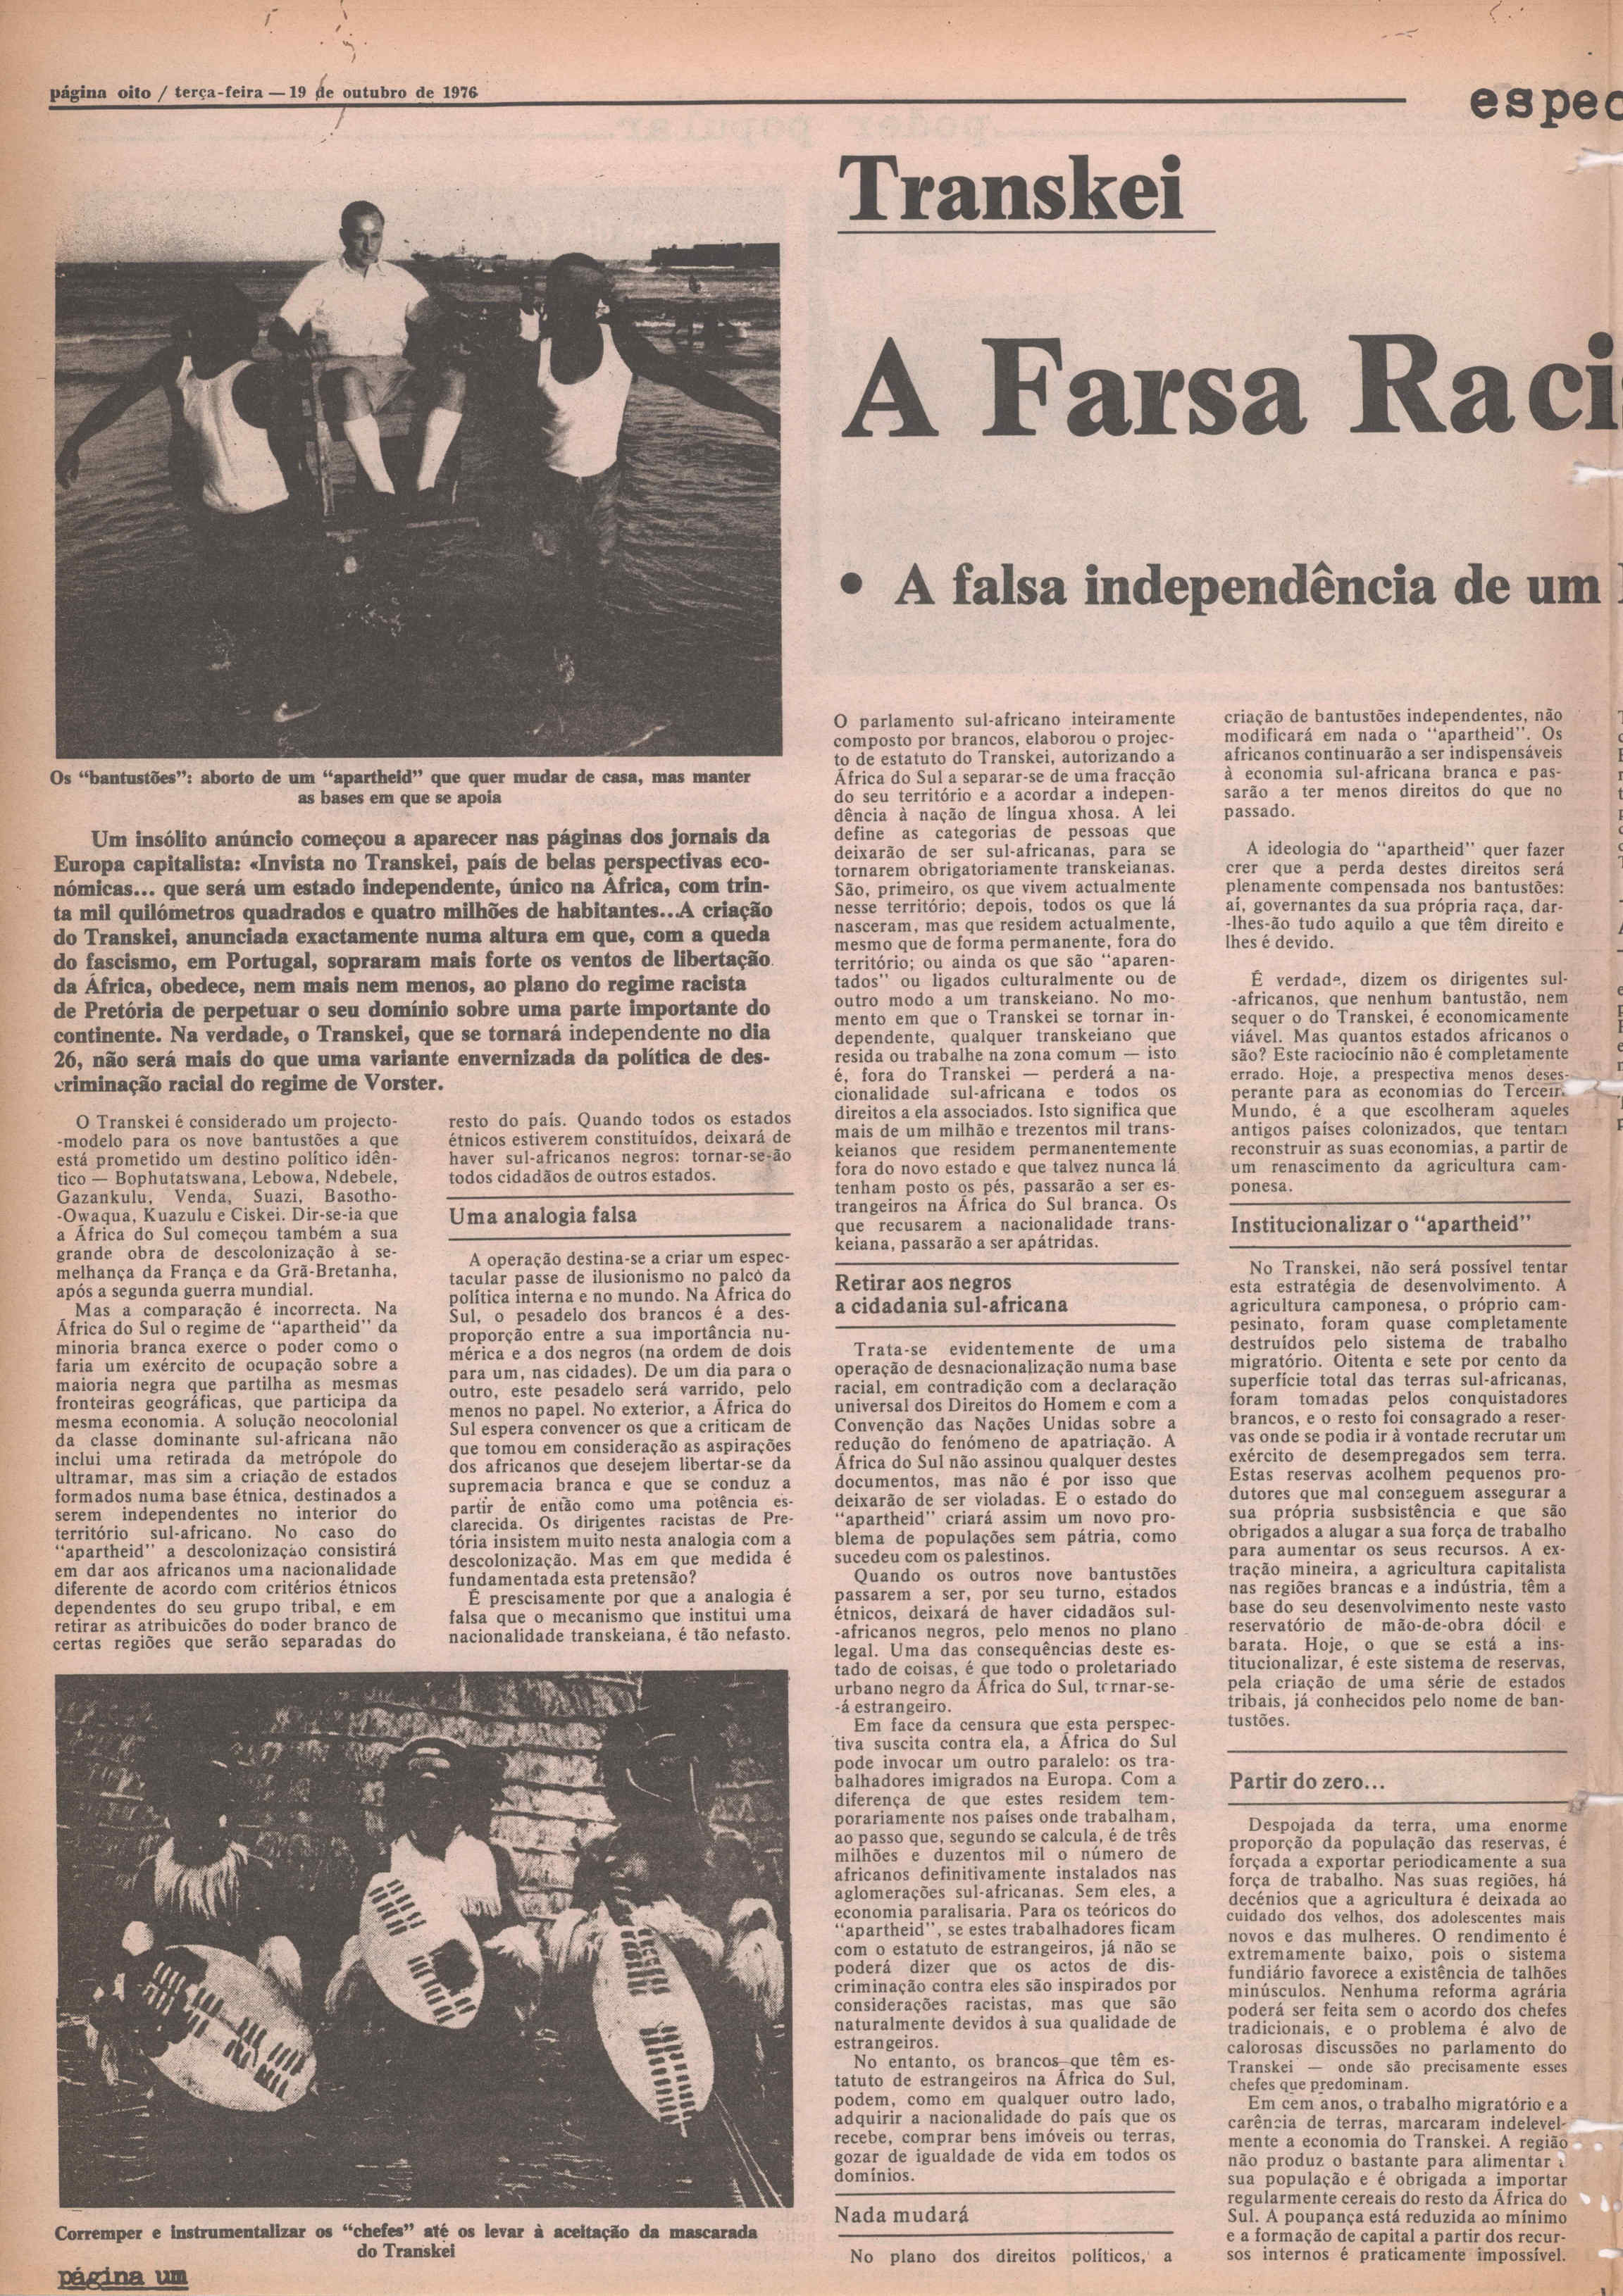 página oito / terça-feira — 19 de outubro de 1976
espec
Transkei
A Farsa Raci
• A falsa independência de um
Os “bantustões”: aborto de um “apartheid” que quer mudar de casa, mas manter
as bases em que se apoia
Um insólito anúncio começou a aparecer nas páginas dos jornais da
Europa capitalista: «Invista no Transkei, país de belas perspectivas eco-
nómicas... que será um estado independente, único na África, com trin-
ta mil quilómetros quadrados e quatro milhões de habitantes...A criação
do Transkei, anunciada exactamente numa altura em que, com a queda
do fascismo, em Portugal, sopraram mais forte os ventos de libertação
da África, obedece, nem mais nem menos, ao plano do regime racista
de Pretória de perpetuar o seu domínio sobre uma parte importante do
continente. Na verdade, o Transkei, que se tornará independente no dia
26, não será mais do que uma variante envernizada da política de des-
criminação racial do regime de Vorster.
O Transkei é considerado um projecto-
-modelo para os nove bantustões a que
está prometido um destino político idên-
tico — Bophutatswana, Lebowa, Ndebele,
Gazankulu, Venda, Suazi, Basotho-
-Owaqua, Kuazulu e Ciskei. Dir-se-ia que
a África do Sul começou também a sua
grande obra de descolonização à se-
melhança da França e da Grã-Bretanha,
após a segunda guerra mundial.
Mas a comparação é incorrecta. Na
África do Sul o regime de “apartheid” da
minoria branca exerce o poder como o
faria um exército de ocupação sobre a
maioria negra que partilha as mesmas
fronteiras geográficas, que participa da
mesma economia. A solução neocolonial
da classe dominante sul-africana não
inclui uma retirada da metrópole do
ultramar, mas sim a criação de estados
formados numa base étnica, destinados a
serem independentes no interior do
território sul-africano. No caso do
“apartheid” a descolonização consistirá
em dar aos africanos uma nacionalidade
diferente de acordo com critérios étnicos
dependentes do seu grupo tribal, e em
retirar as atribuições do poder branco de
certas regiões que serão separadas do
resto do país. Quando todos os estados
étnicos estiverem constituídos, deixará de
haver sul-africanos negros: tornar-se-ão
todos cidadãos de outros estados.
Uma analogia falsa
A operação destina-se a criar um espec-
tacular passe de ilusionismo no palco da
política interna e no mundo. Na África do
Sul, o pesadelo dos brancos é a des-
proporção entre a sua importância nu-
mérica e a dos negros (na ordem de dois
para um, nas cidades). De um dia para o
outro, este pesadelo será varrido, pelo
menos no papel. No exterior, a África do
Sul espera convencer os que a criticam de
que tomou em consideração as aspirações
dos africanos que desejem libertar-se da
supremacia branca e que se conduz a
partir de então como uma potência es-
clarecida. Os dirigentes racistas de Pre-
tória insistem muito nesta analogia com a
descolonização. Mas em que medida é
fundamentada esta pretensão?
É prescisamente por que a analogia é
falsa que o mecanismo que institui uma
nacionalidade transkeiana, é tão nefasto.
Corremper e instrumentalizar os “chefes” até os levar à aceitação da mascarada
do Transkei
página um
O parlamento sul-africano inteiramente
composto por brancos, elaborou o projec-
to de estatuto do Transkei, autorizando a
África do Sul a separar-se de uma fracção
do seu território e a acordar a indepen-
dência à nação de língua xhosa. A lei
define as categorias de pessoas que
deixarão de ser sul-africanas, para se
tornarem obrigatoriamente transkeianas.
São, primeiro, os que vivem actualmente
nesse território; depois, todos os que lá
nasceram, mas que residem actualmente,
mesmo que de forma permanente, fora do
território; ou ainda os que são “aparen-
tados” ou ligados culturalmente ou de
outro modo a um transkeiano. No mo-
mento em que o Transkei se tornar in-
dependente, qualquer transkeiano que
resida ou trabalhe na zona comum — isto
é, fora do Transkei — perderá a na-
cionalidade sul-africana e todos os
direitos a ela associados. Isto significa que
mais de um milhão e trezentos mil trans-
keianos que residem permanentemente
fora do novo estado e que talvez nunca lá
tenham posto os pés, passarão a ser es-
trangeiros na África do Sul branca. Os
que recusarem a nacionalidade trans-
keiana, passarão a ser apátridas.
Retirar aos negros
a cidadania sul-africana
Trata-se evidentemente de uma
operação de desnacionalização numa base
racial, em contradição com a declaração
universal dos Direitos do Homem e com a
Convenção das Nações Unidas sobre a
redução do fenómeno de apatriação. A
África do Sul não assinou qualquer destes
documentos, mas não é por isso que
deixarão de ser violadas. E o estado do
“apartheid” criará assim um novo pro-
blema de populações sem pátria, como
sucedeu com os palestinos.
Quando os outros nove bantustões
passarem a ser, por seu turno, estados
étnicos, deixará de haver cidadãos sul-
-africanos negros, pelo menos no plano
legal. Uma das consequências deste es-
tado de coisas, é que todo o proletariado
urbano negro da África do Sul, tornar-se-
-á estrangeiro.
Em face da censura que esta perspec-
tiva suscita contra ela, a África do Sul
pode invocar um outro paralelo: os tra-
balhadores imigrados na Europa. Com a
diferença de que estes residem tem-
porariamente nos países onde trabalham,
ao passo que, segundo se calcula, é de três
milhões e duzentos mil o número de
africanos definitivamente instalados nas
aglomerações sul-africanas. Sem eles, a
economia paralisaria. Para os teóricos do
“apartheid”, se estes trabalhadores ficam
com o estatuto de estrangeiros, já não se
poderá dizer que os actos de dis-
criminação contra eles são inspirados por
considerações racistas, mas que são
naturalmente devidos à sua qualidade de
estrangeiros.
No entanto, os brancos que têm es-
tatuto de estrangeiros na África do Sul,
podem, como em qualquer outro lado,
adquirir a nacionalidade do país que os
recebe, comprar bens imóveis ou terras,
gozar de igualdade de vida em todos os
domínios.
Nada mudará
No plano dos direitos políticos, a
criação de bantustões independentes, não
modificará em nada o “apartheid”. Os
africanos continuarão a ser indispensáveis
à economia sul-africana branca e pas-
sarão a ter menos direitos do que no
passado.
A ideologia do “apartheid” quer fazer
crer que a perda destes direitos será
plenamente compensada nos bantustões:
aí, governantes da sua própria raça, dar-
-lhes-ão tudo aquilo a que têm direito e
lhes é devido.
É verdade, dizem os dirigentes sul-
-africanos, que nenhum bantustão, nem
sequer o do Transkei, é economicamente
viável. Mas quantos estados africanos o
são? Este raciocínio não é completamente
errado. Hoje, a prespectiva menos deses-
perante para as economias do Terceiro
Mundo, é a que escolheram aqueles
antigos países colonizados, que tentam
reconstruir as suas economias, a partir de
um renascimento da agricultura cam-
ponesa.
Institucionalizar o “apartheid”
No Transkei, não será possível tentar
esta estratégia de desenvolvimento. A
agricultura camponesa, o próprio cam-
pesinato, foram quase completamente
destruídos pelo sistema de trabalho
migratório. Oitenta e sete por cento da
superfície total das terras sul-africanas,
foram tomadas pelos conquistadores
brancos, e o resto foi consagrado a reser-
vas onde se podia ir à vontade recrutar um
exército de desempregados sem terra.
Estas reservas acolhem pequenos pro-
dutores que mal conseguem assegurar a
sua própria susbsistência e que são
obrigados a alugar a sua força de trabalho
para aumentar os seus recursos. A ex-
tração mineira, a agricultura capitalista
nas regiões brancas e a indústria, têm a
base do seu desenvolvimento neste vasto
reservatório de mão-de-obra dócil e
barata. Hoje, o que se está a ins-
titucionalizar, é este sistema de reservas,
pela criação de uma série de estados
tribais, já conhecidos pelo nome de ban-
tustões.
Partir do zero...
Despojada da terra, uma enorme
proporção da população das reservas, é
forçada a exportar periodicamente a sua
força de trabalho. Nas suas regiões, há
decénios que a agricultura é deixada ao
cuidado dos velhos, dos adolescentes mais
novos e das mulheres. O rendimento é
extremamente baixo, pois o sistema
fundiário favorece a existência de talhões
minúsculos. Nenhuma reforma agrária
poderá ser feita sem o acordo dos chefes
tradicionais, e o problema é alvo de
calorosas discussões no parlamento do
Transkei — onde são precisamente esses
chefes que predominam.
Em cem anos, o trabalho migratório e a
carência de terras, marcaram indelevel-
mente a economia do Transkei. A região
não produz o bastante para alimentar a
sua população e é obrigada a importar
regularmente cereais do resto da África do
Sul. A poupança está reduzida ao mínimo
e a formação de capital a partir dos recur-
sos internos é praticamente impossível.